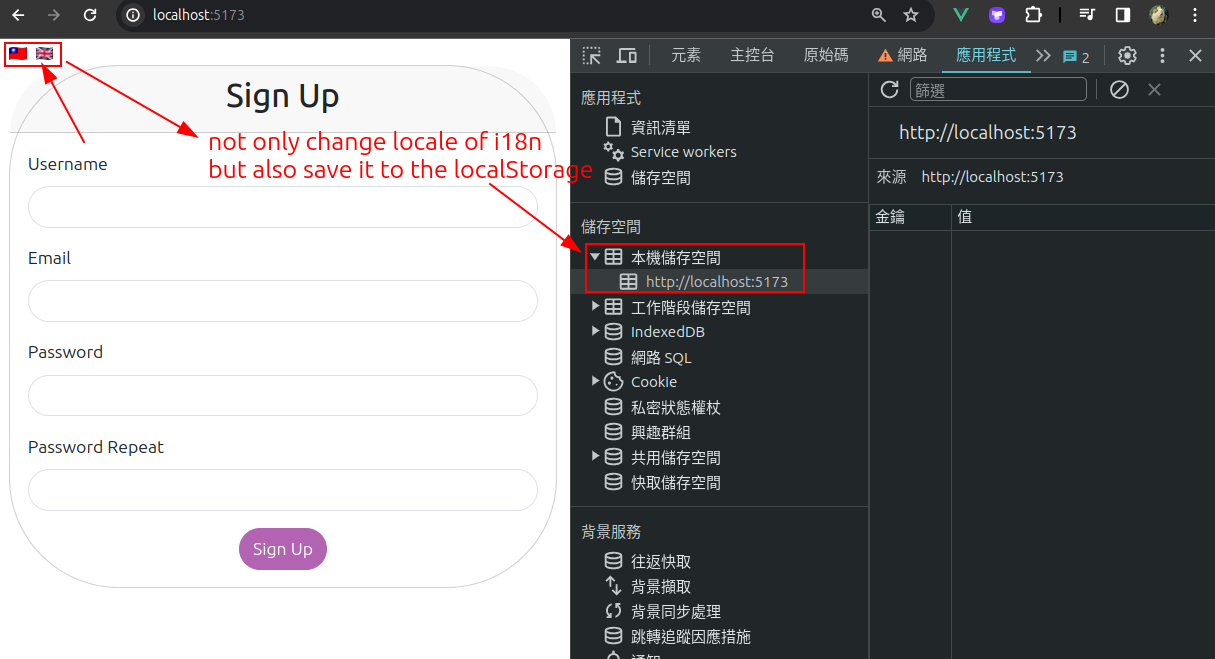 localhost:5173
Sign Up
not only change locale of i18n
but also save it to the localStorage
Username
Email
Password
Password Repeat
Sign Up
元素
主控台
原始碼
網路
應用程式
2
應用程式
資訊清單
Service workers
儲存空間
儲存空間
本機儲存空間
http://localhost:5173
工作階段儲存空間
IndexedDB
網路 SQL
Cookie
私密狀態權杖
興趣群組
共用儲存空間
快取儲存空間
背景服務
往返快取
背景擷取
背景同步處理
跳轉追蹤因應措施
通知
篩選
http://localhost:5173
來源 http://localhost:5173
金鑰 值